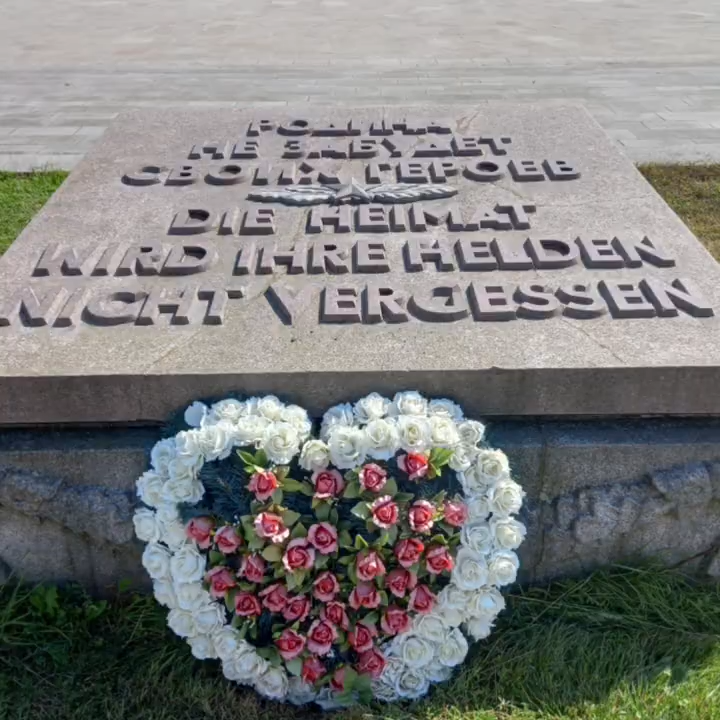 РОДИНА
НЕ ЗАБУДЕТ
СВОИХ ГЕРОЕВ
DIE HEIMAT
WIRD IHRE HELDEN
NICHT VERGESSEN